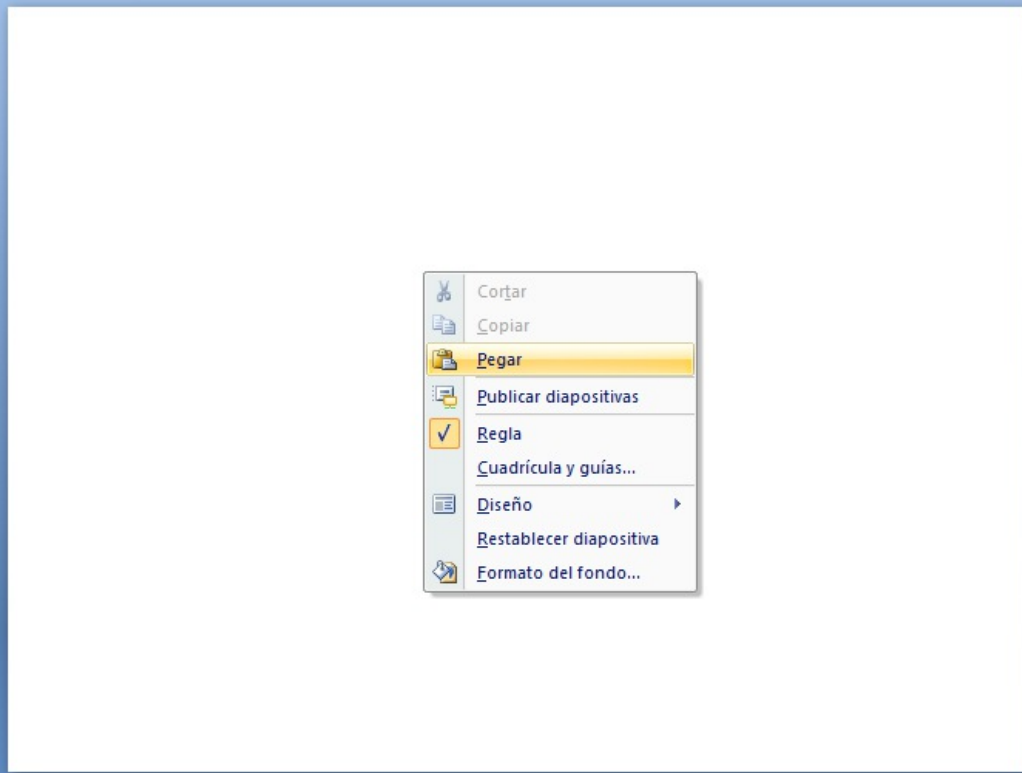 Cortar
Copiar
Pegar
Publicar diapositivas
Regla
Cuadrícula y guías...
Diseño
Restablecer diapositiva
Formato del fondo...